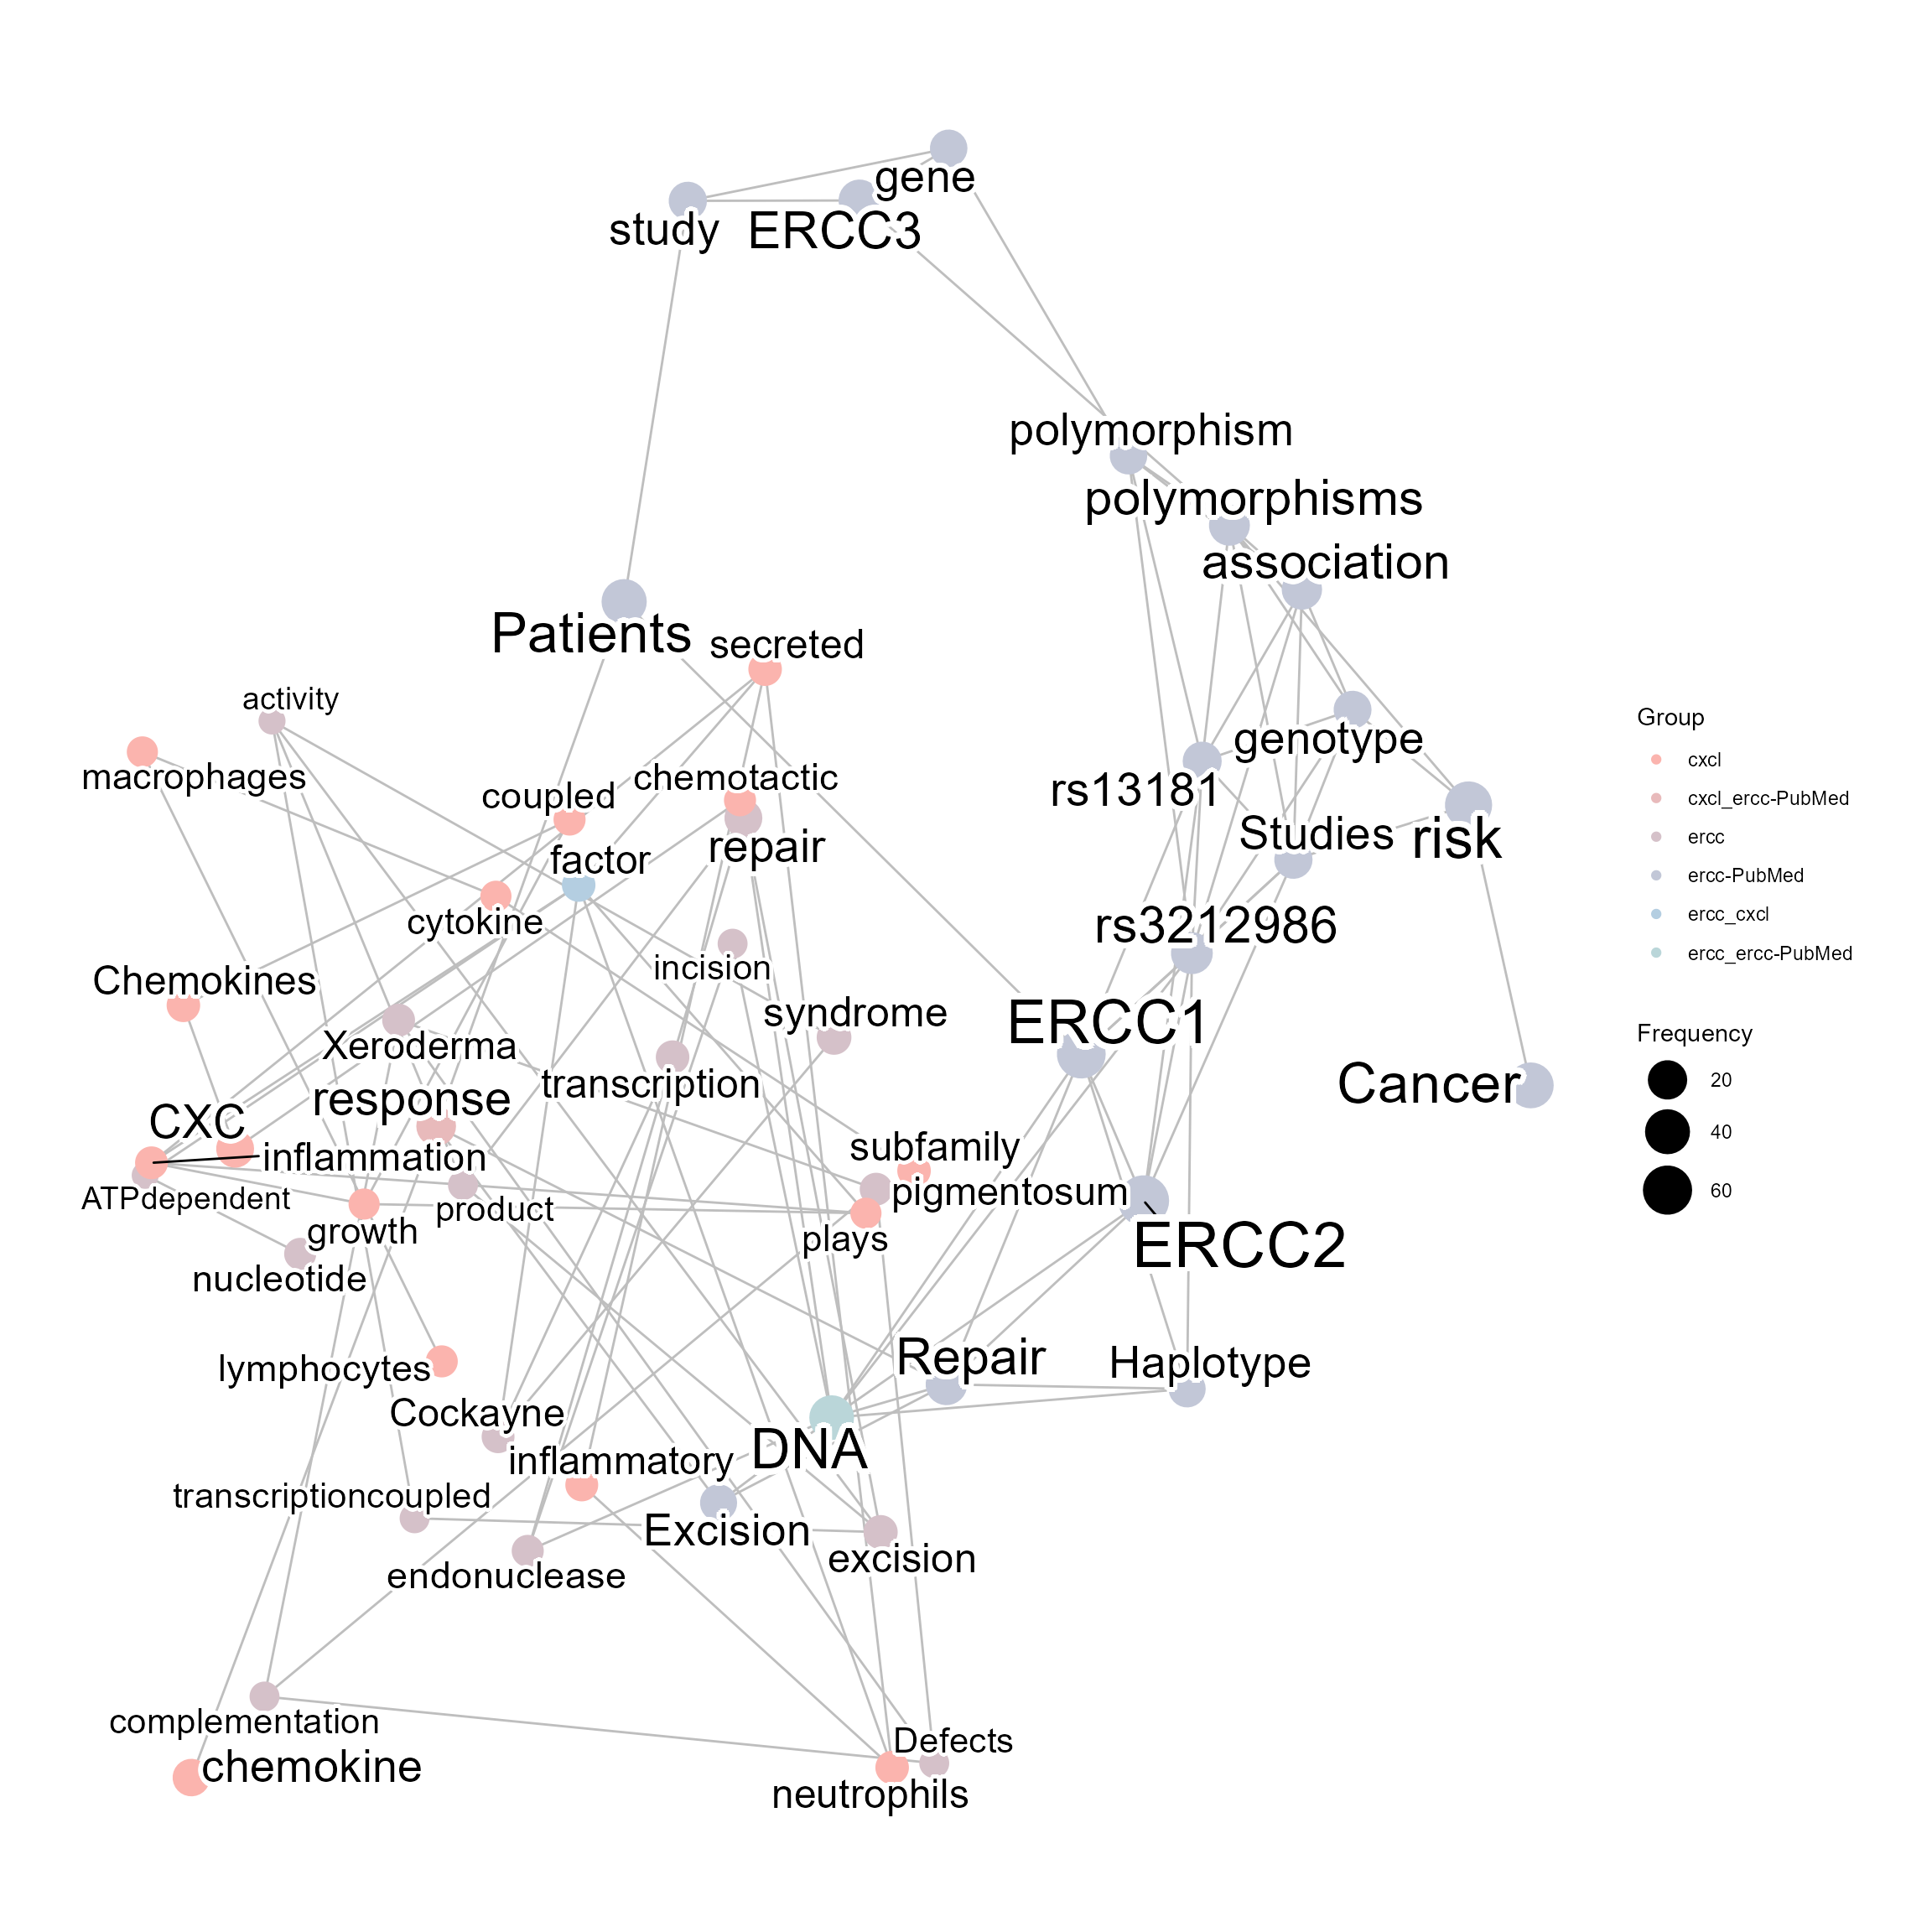 gene
study
ERCC3
polymorphism
polymorphisms
association
Patients
secreted
activity
macrophages
chemotactic
coupled
genotype
rs13181
repair
factor
Studies
risk
cytokine
rs3212986
incision
Chemokines
syndrome
ERCC1
Xeroderma
transcription
Cancer
response
CXC
inflammation
subfamily
ATPdependent
pigmentosum
product
growth
plays
ERCC2
nucleotide
Repair
Haplotype
lymphocytes
Cockayne
DNA
inflammatory
transcriptioncoupled
Excision
excision
endonuclease
complementation
Defects
chemokine
neutrophils
Group
cxcl
cxcl_ercc-PubMed
ercc
ercc-PubMed
ercc_cxcl
ercc_ercc-PubMed
Frequency
20
40
60